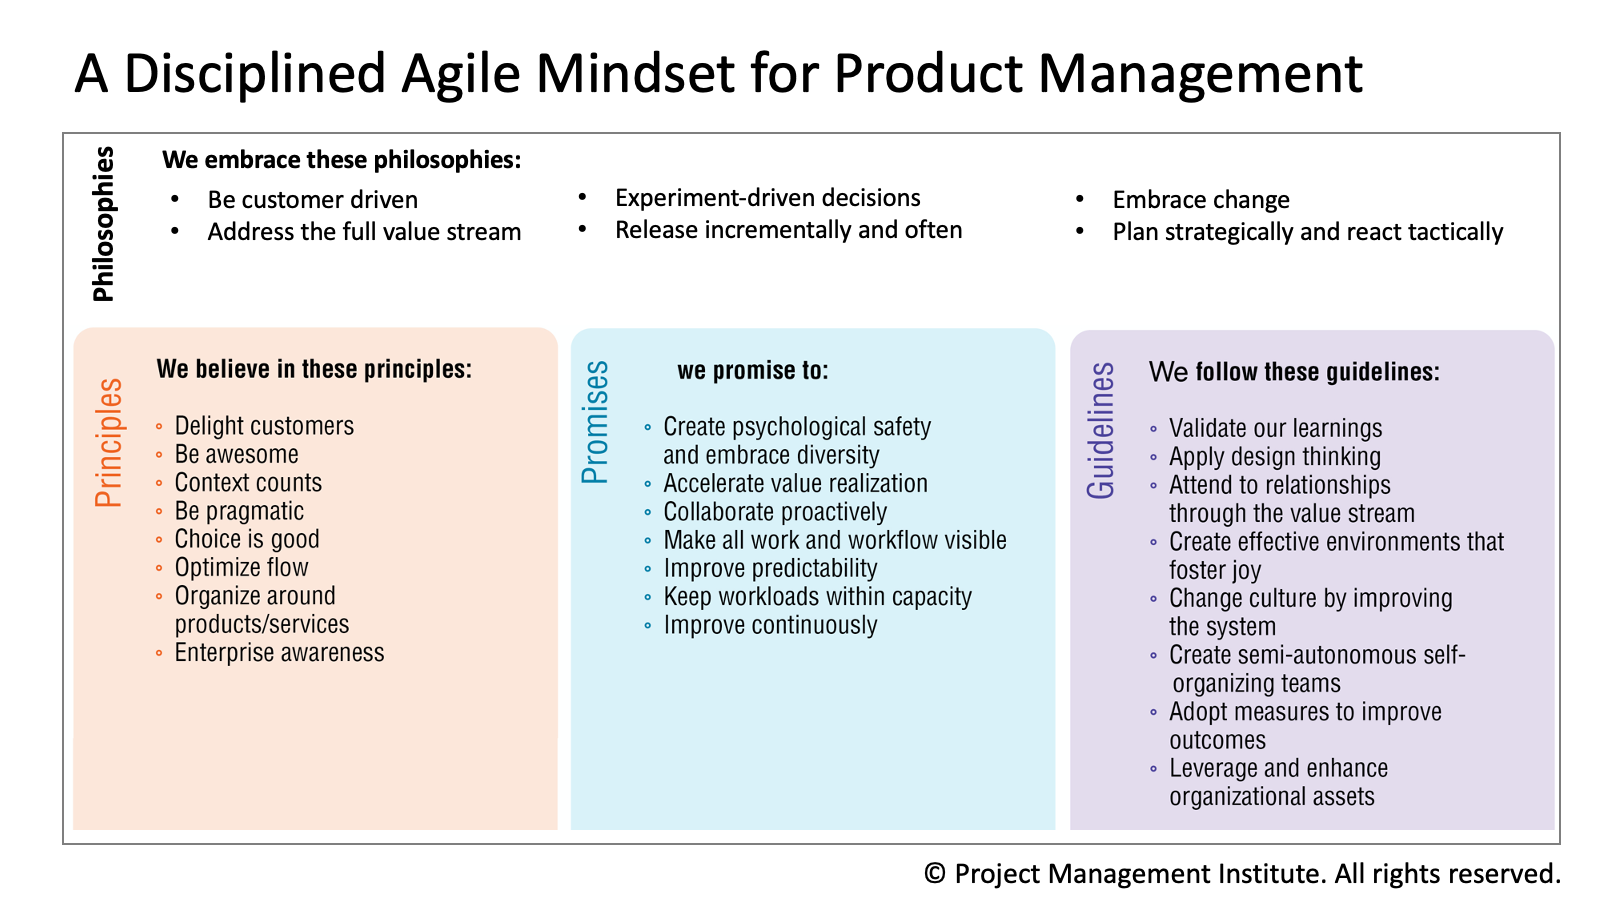 A Disciplined Agile Mindset for Product Management
Philosophies
We embrace these philosophies:
• Be customer driven
• Address the full value stream
• Experiment-driven decisions
• Release incrementally and often
• Embrace change
• Plan strategically and react tactically
Principles
We believe in these principles:
Delight customers
Be awesome
Context counts
Be pragmatic
Choice is good
Optimize flow
Organize around
products/services
Enterprise awareness
Promises
we promise to:
Create psychological safety
and embrace diversity
Accelerate value realization
Collaborate proactively
Make all work and workflow visible
Improve predictability
Keep workloads within capacity
Improve continuously
Guidelines
We follow these guidelines:
Validate our learnings
Apply design thinking
Attend to relationships
through the value stream
Create effective environments that
foster joy
Change culture by improving
the system
Create semi-autonomous self-
organizing teams
Adopt measures to improve
outcomes
Leverage and enhance
organizational assets
© Project Management Institute. All rights reserved.